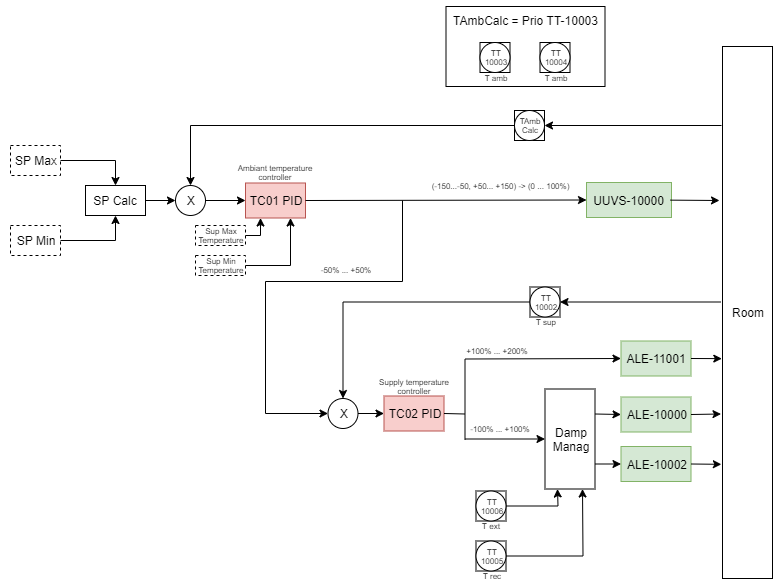 TAmbCalc = Prio TT-10003
TT
10003
T amb
TT
10004
T amb
TAmb
Calc
SP Max
SP Calc
SP Min
X
Ambiant temperature
controller
TC01 PID
Sup Max
Temperature
Sup Min
Temperature
(-150...-50, +50... +150) -> (0 ... 100%)
UUVS-10000
-50% ... +50%
TT
10002
T sup
Room
+100% ... +200%
ALE-11001
Supply temperature
controller
X
TC02 PID
-100% ... +100%
Damp
Manag
ALE-10000
ALE-10002
TT
10006
T ext
TT
10005
T rec